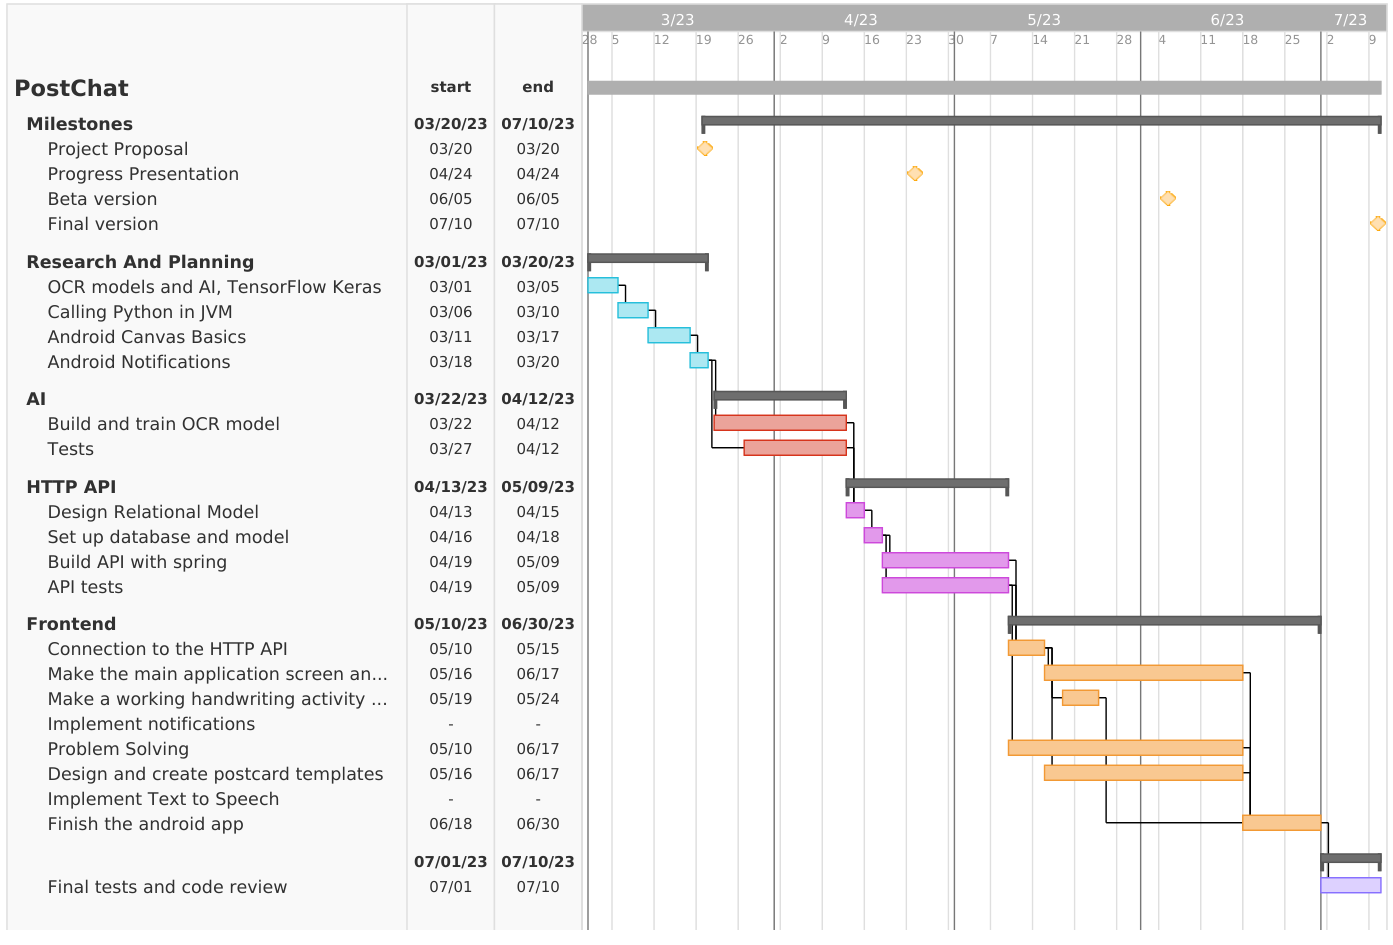 3/23 4/23 5/23 6/23 7/23
28 5 12 19 26 2 9 16 23 30 7 14 21 28 4 11 18 25 2 9
PostChat start end
Milestones 03/20/23 07/10/23
Project Proposal 03/20 03/20
Progress Presentation 04/24 04/24
Beta version 06/05 06/05
Final version 07/10 07/10
Research And Planning 03/01/23 03/20/23
OCR models and AI, TensorFlow Keras 03/01 03/05
Calling Python in JVM 03/06 03/10
Android Canvas Basics 03/11 03/17
Android Notifications 03/18 03/20
AI 03/22/23 04/12/23
Build and train OCR model 03/22 04/12
Tests 03/27 04/12
HTTP API 04/13/23 05/09/23
Design Relational Model 04/13 04/15
Set up database and model 04/16 04/18
Build API with spring 04/19 05/09
API tests 04/19 05/09
Frontend 05/10/23 06/30/23
Connection to the HTTP API 05/10 05/15
Make the main application screen an... 05/16 06/17
Make a working handwriting activity ... 05/19 05/24
Implement notifications - -
Problem Solving 05/10 06/17
Design and create postcard templates 05/16 06/17
Implement Text to Speech - -
Finish the android app 06/18 06/30
07/01/23 07/10/23
Final tests and code review 07/01 07/10